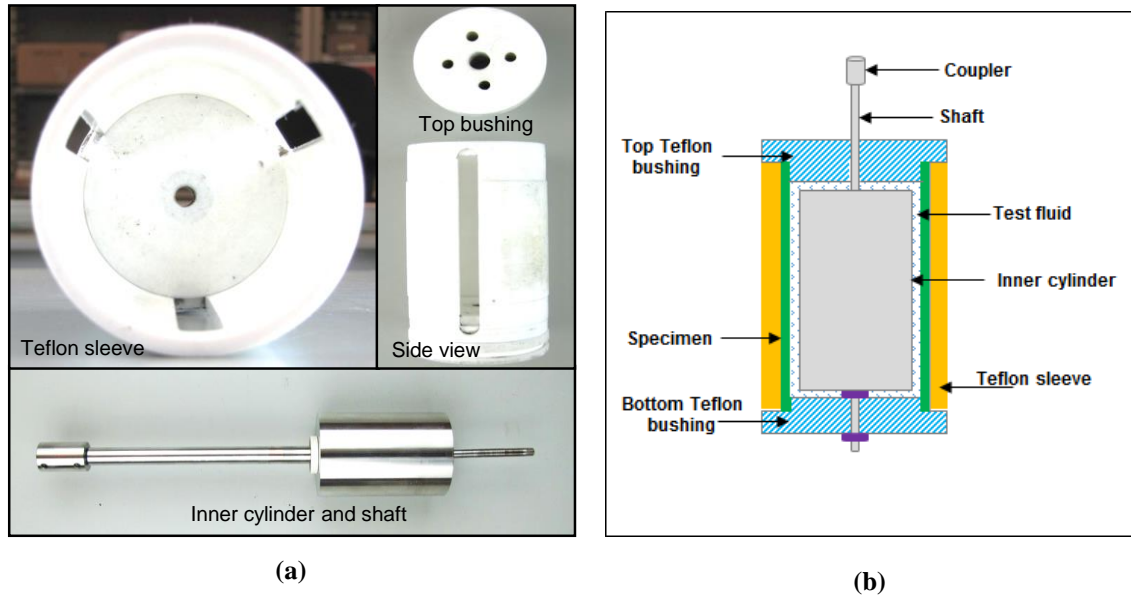 Teflon sleeve
Top bushing
Side view
Inner cylinder and shaft
(a)
Coupler
Shaft
Top Teflon
bushing
Test fluid
Inner cylinder
Specimen
Teflon sleeve
Bottom Teflon
bushing
(b)